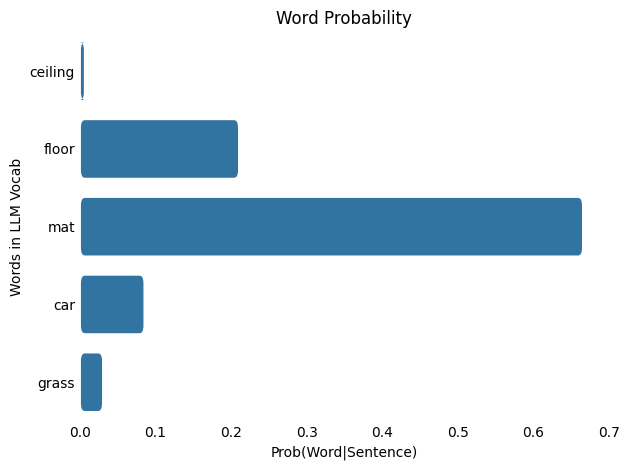 Word Probability
ceiling
floor
mat
car
grass
Words in LLM Vocab
0.0 0.1 0.2 0.3 0.4 0.5 0.6 0.7
Prob(Word|Sentence)